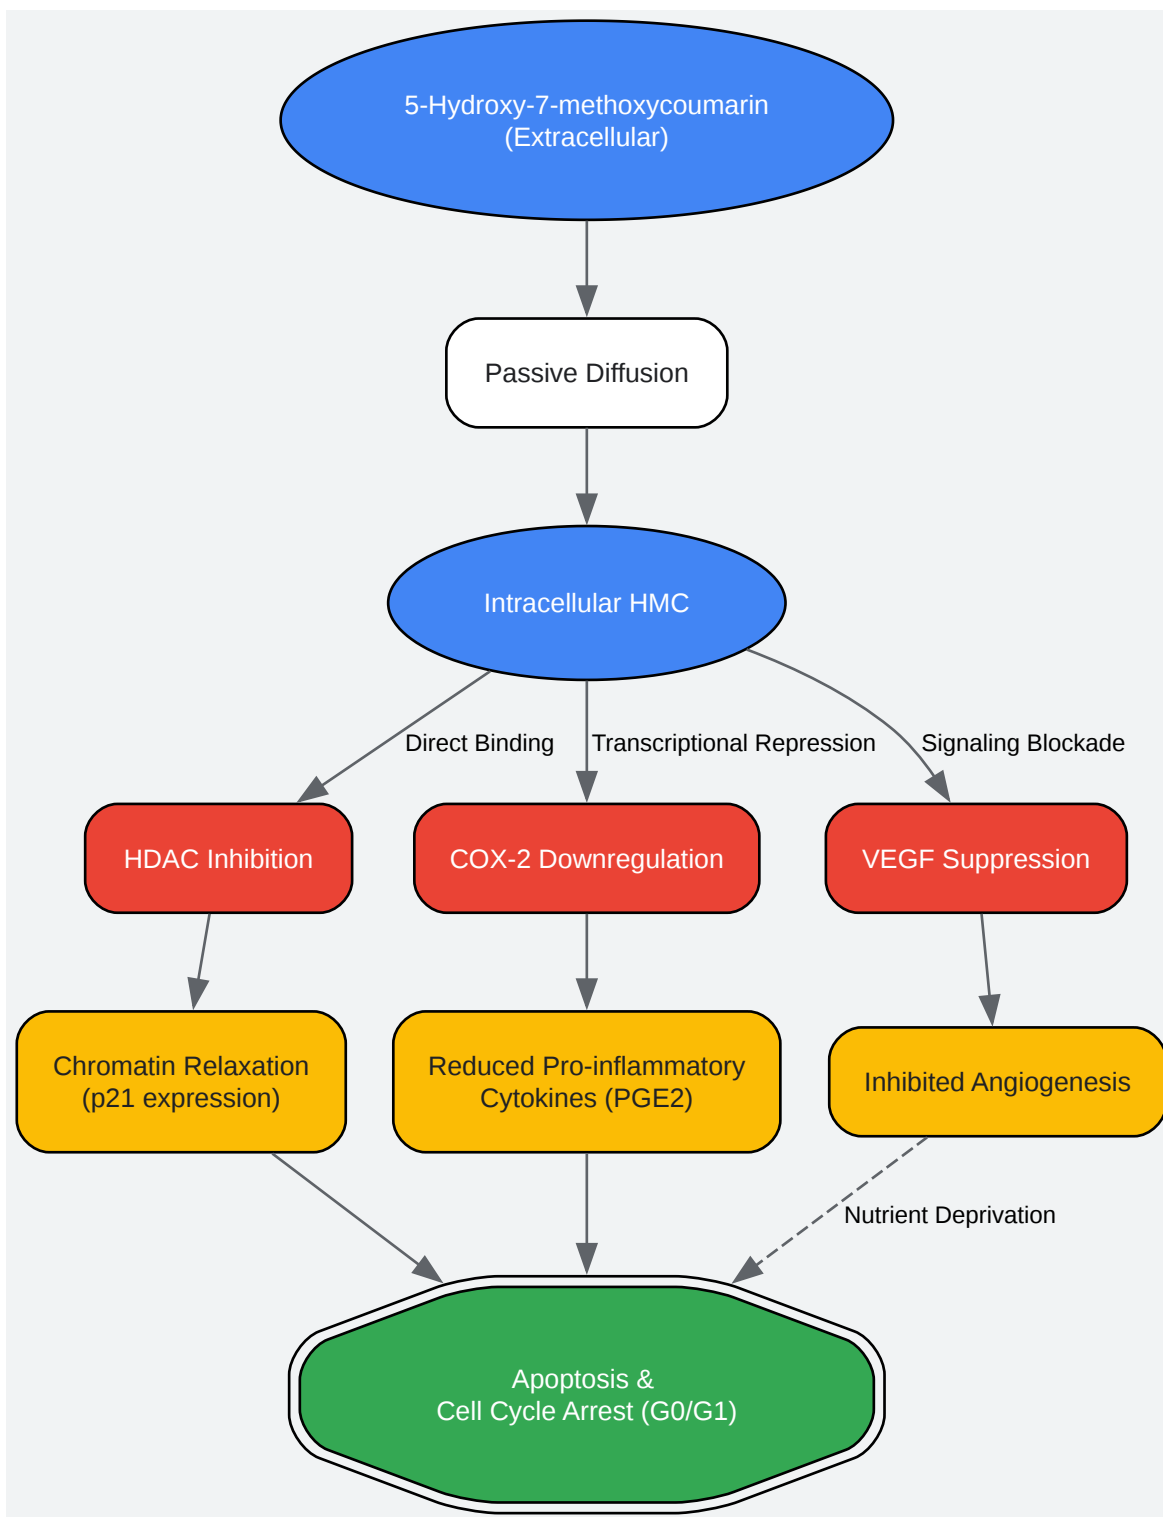 5-Hydroxy-7-methoxycoumarin
(Extracellular)
Passive Diffusion
Intracellular HMC
Direct Binding
Transcriptional Repression
Signaling Blockade
HDAC Inhibition
COX-2 Downregulation
VEGF Suppression
Chromatin Relaxation
(p21 expression)
Reduced Pro-inflammatory
Cytokines (PGE2)
Inhibited Angiogenesis
Nutrient Deprivation
Apoptosis &
Cell Cycle Arrest (G0/G1)